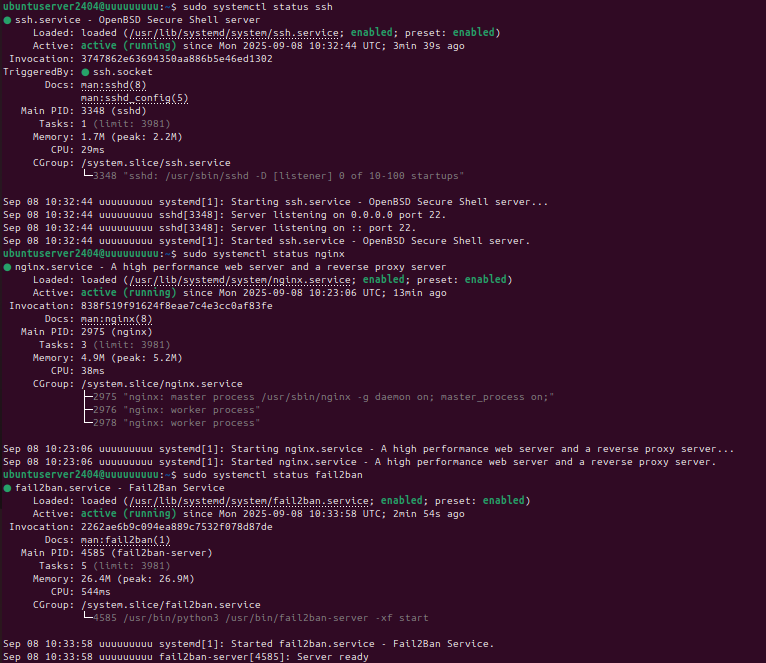 ubuntuserver2404@uuuuuuuuu:~$ sudo systemctl status ssh
● ssh.service - OpenBSD Secure Shell server
     Loaded: loaded (/usr/lib/systemd/system/ssh.service; enabled; preset: enabled)
     Active: active (running) since Mon 2025-09-08 10:32:44 UTC; 3min 39s ago
 Invocation: 3747862e63694350aa886b5e46ed1302
TriggeredBy: ● ssh.socket
       Docs: man:sshd(8)
             man:sshd_config(5)
   Main PID: 3348 (sshd)
      Tasks: 1 (limit: 3981)
     Memory: 1.7M (peak: 2.2M)
        CPU: 29ms
     CGroup: /system.slice/ssh.service
             └─3348 "sshd: /usr/sbin/sshd -D [listener] 0 of 10-100 startups"
Sep 08 10:32:44 uuuuuuuuu systemd[1]: Starting ssh.service - OpenBSD Secure Shell server...
Sep 08 10:32:44 uuuuuuuuu sshd[3348]: Server listening on 0.0.0.0 port 22.
Sep 08 10:32:44 uuuuuuuuu sshd[3348]: Server listening on :: port 22.
Sep 08 10:32:44 uuuuuuuuu systemd[1]: Started ssh.service - OpenBSD Secure Shell server.
ubuntuserver2404@uuuuuuuuu:~$ sudo systemctl status nginx
● nginx.service - A high performance web server and a reverse proxy server
     Loaded: loaded (/usr/lib/systemd/system/nginx.service; enabled; preset: enabled)
     Active: active (running) since Mon 2025-09-08 10:23:06 UTC; 13min ago
 Invocation: 838f519f91624f8eae7c4e3cc0af83fe
       Docs: man:nginx(8)
   Main PID: 2975 (nginx)
      Tasks: 3 (limit: 3981)
     Memory: 4.9M (peak: 5.2M)
        CPU: 38ms
     CGroup: /system.slice/nginx.service
             ├─2975 "nginx: master process /usr/sbin/nginx -g daemon on; master_process on;"
             ├─2976 "nginx: worker process"
             └─2978 "nginx: worker process"
Sep 08 10:23:06 uuuuuuuuu systemd[1]: Starting nginx.service - A high performance web server and a reverse proxy server...
Sep 08 10:23:06 uuuuuuuuu systemd[1]: Started nginx.service - A high performance web server and a reverse proxy server.
ubuntuserver2404@uuuuuuuuu:~$ sudo systemctl status fail2ban
● fail2ban.service - Fail2Ban Service
     Loaded: loaded (/usr/lib/systemd/system/fail2ban.service; enabled; preset: enabled)
     Active: active (running) since Mon 2025-09-08 10:33:58 UTC; 2min 54s ago
 Invocation: 2262ae6b9c094ea889c7532f078d87de
       Docs: man:fail2ban(1)
   Main PID: 4585 (fail2ban-server)
      Tasks: 5 (limit: 3981)
     Memory: 26.4M (peak: 26.9M)
        CPU: 544ms
     CGroup: /system.slice/fail2ban.service
             └─4585 /usr/bin/python3 /usr/bin/fail2ban-server -xf start
Sep 08 10:33:58 uuuuuuuuu systemd[1]: Started fail2ban.service - Fail2Ban Service.
Sep 08 10:33:58 uuuuuuuuu fail2ban-server[4585]: Server ready